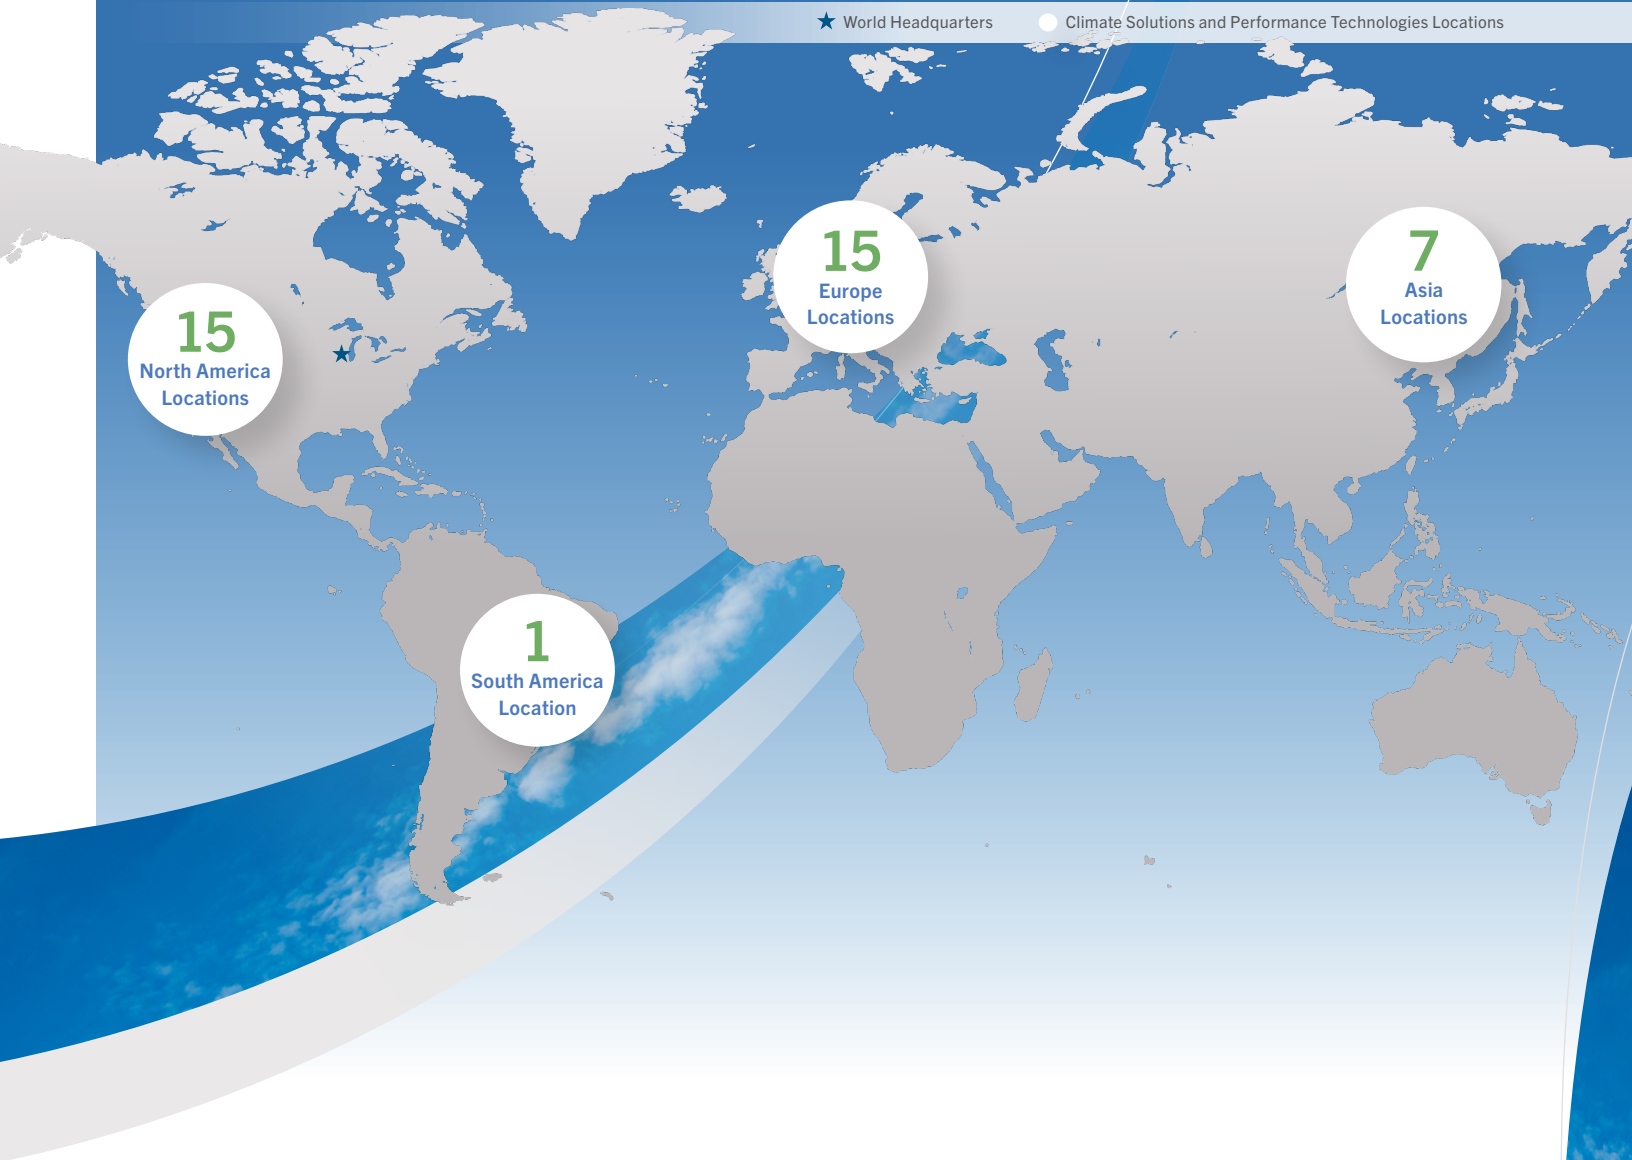 World Headquarters
Climate Solutions and Performance Technologies Locations
15
Europe
Locations
7
Asia
Locations
15
North America
Locations
1
South America
Location